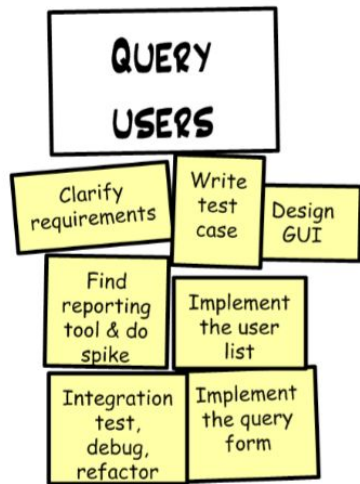 QUERY
USERS
Clarify
requirements
Write
test
case
Design
GUI
Find
reporting
tool & do
spike
Implement
the user
list
Integration
test,
debug,
refactor
Implement
the query
form